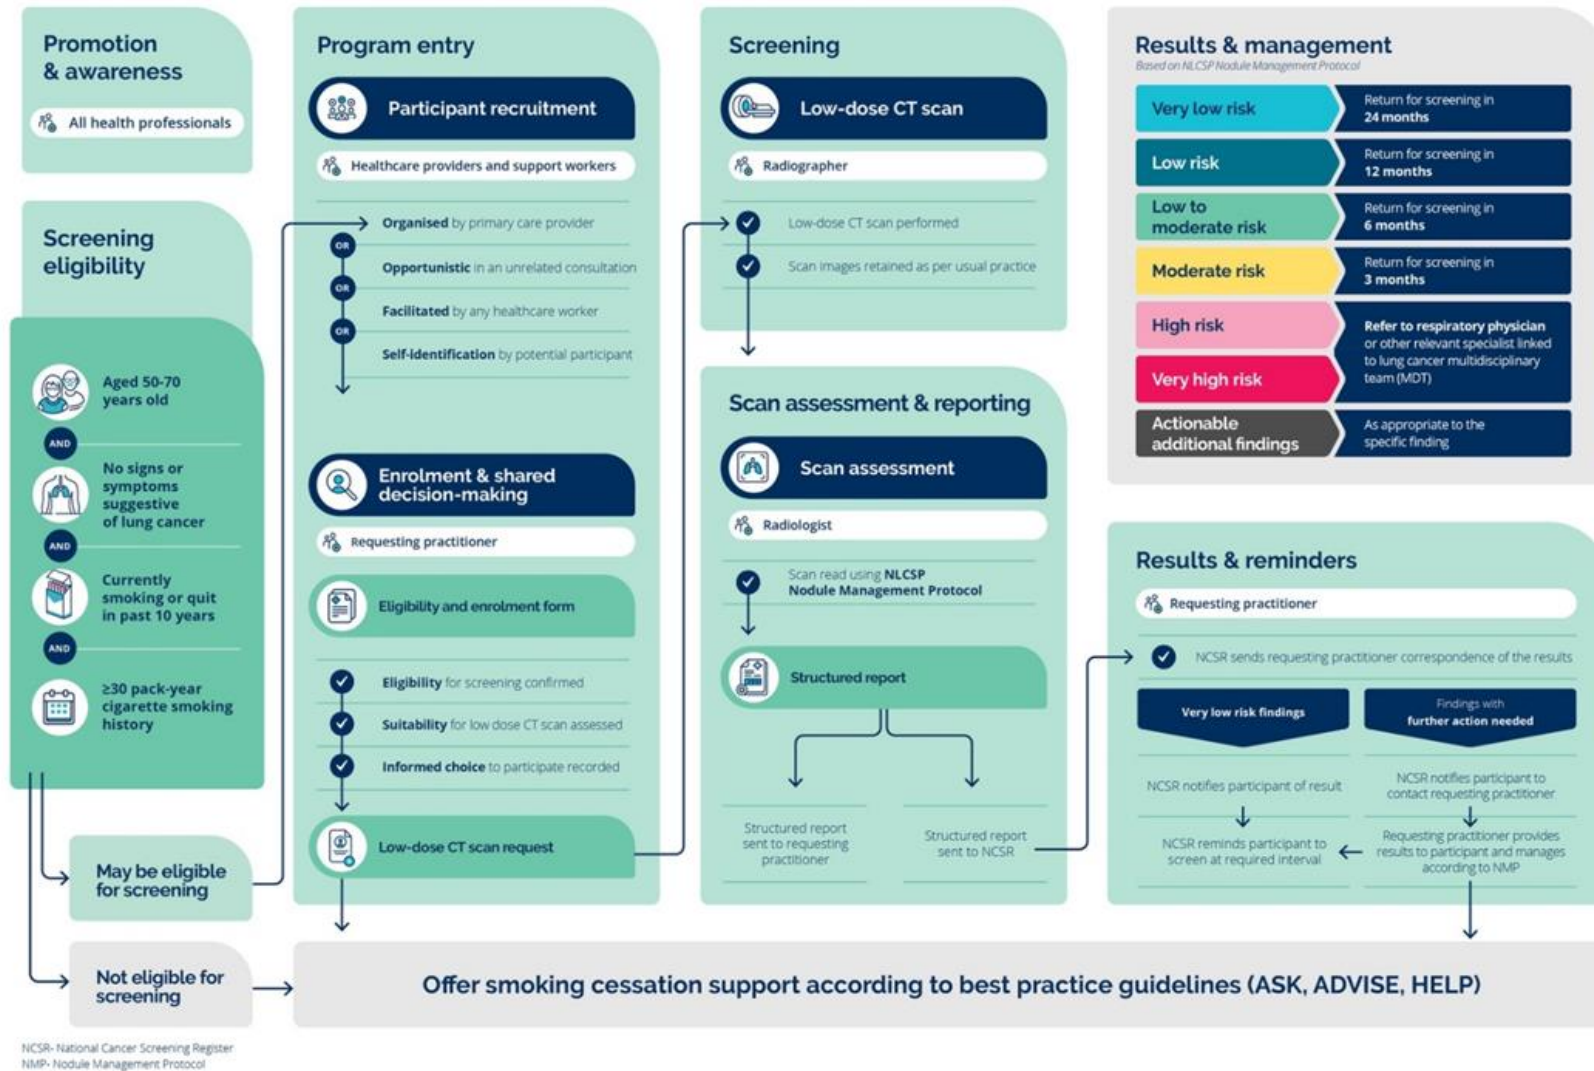 Promotion
& awareness
All health professionals
Screening
eligibility
Aged 50-70
years old
AND
No signs or
symptoms
suggestive
of lung cancer
AND
Currently
smoking or quit
in past 10 years
AND
≥30 pack-year
cigarette smoking
history
May be eligible
for screening
Not eligible for
screening
Program entry
Participant recruitment
Healthcare providers and support workers
Organised by primary care provider
OR
Opportunistic in an unrelated consultation
OR
Facilitated by any healthcare worker
OR
Self-identification by potential participant
Enrolment & shared
decision-making
Requesting practitioner
Eligibility and enrolment form
Eligibility for screening confirmed
Suitability for low dose CT scan assessed
Informed choice to participate recorded
Low-dose CT scan request
Screening
Low-dose CT scan
Radiographer
Low-dose CT scan performed
Scan images retained as per usual practice
Scan assessment & reporting
Scan assessment
Radiologist
Scan read using NLCSP
Nodule Management Protocol
Structured report
Structured report
sent to requesting
practitioner
Structured report
sent to NCSR
Results & management
Based on NLCSP Nodule Management Protocol
Very low risk
Return for screening in
24 months
Low risk
Return for screening in
12 months
Low to
moderate risk
Return for screening in
6 months
Moderate risk
Return for screening in
3 months
High risk
Very high risk
Refer to respiratory physician
or other relevant specialist linked
to lung cancer multidisciplinary
team (MDT)
Actionable
additional findings
As appropriate to the
specific finding
Results & reminders
Requesting practitioner
NCSR sends requesting practitioner correspondence of the results
Very low risk findings
NCSR notifies participant of result
NCSR reminds participant to
screen at required interval
Findings with
further action needed
NCSR notifies participant to
contact requesting practitioner
Requesting practitioner provides
results to participant and manages
according to NMP
Offer smoking cessation support according to best practice guidelines (ASK, ADVISE, HELP)
NCSR- National Cancer Screening Register
NMP- Nodule Management Protocol